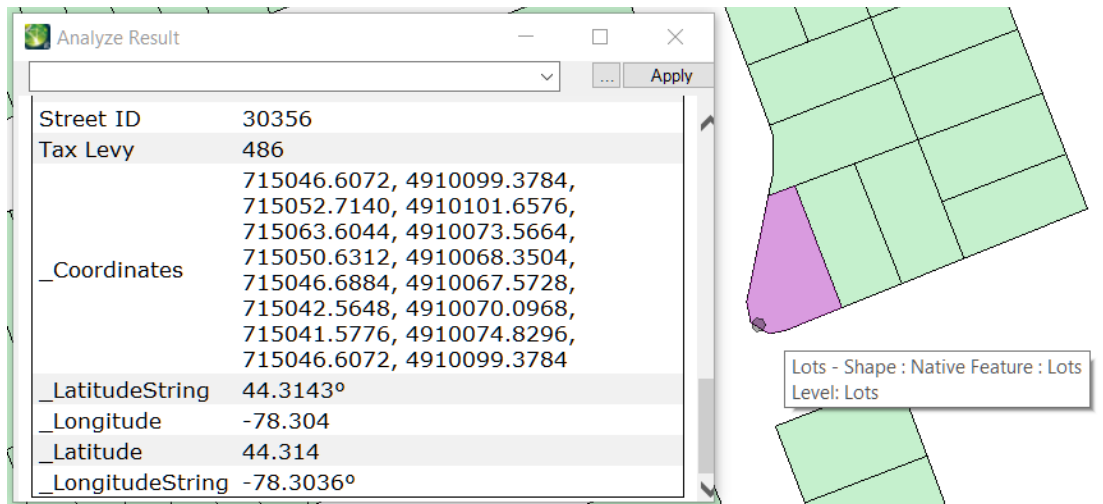 Analyze Result
... Apply
Street ID 30356
Tax Levy 486
715046.6072, 4910099.3784,
715052.7140, 4910101.6576,
715063.6044, 4910073.5664,
_Coordinates 715050.6312, 4910068.3504,
715046.6884, 4910067.5728,
715042.5648, 4910070.0968,
715041.5776, 4910074.8296,
715046.6072, 4910099.3784
_LatitudeString 44.3143º
_Longitude -78.304
_Latitude 44.314
_LongitudeString -78.3036º
Lots - Shape : Native Feature : Lots
Level: Lots